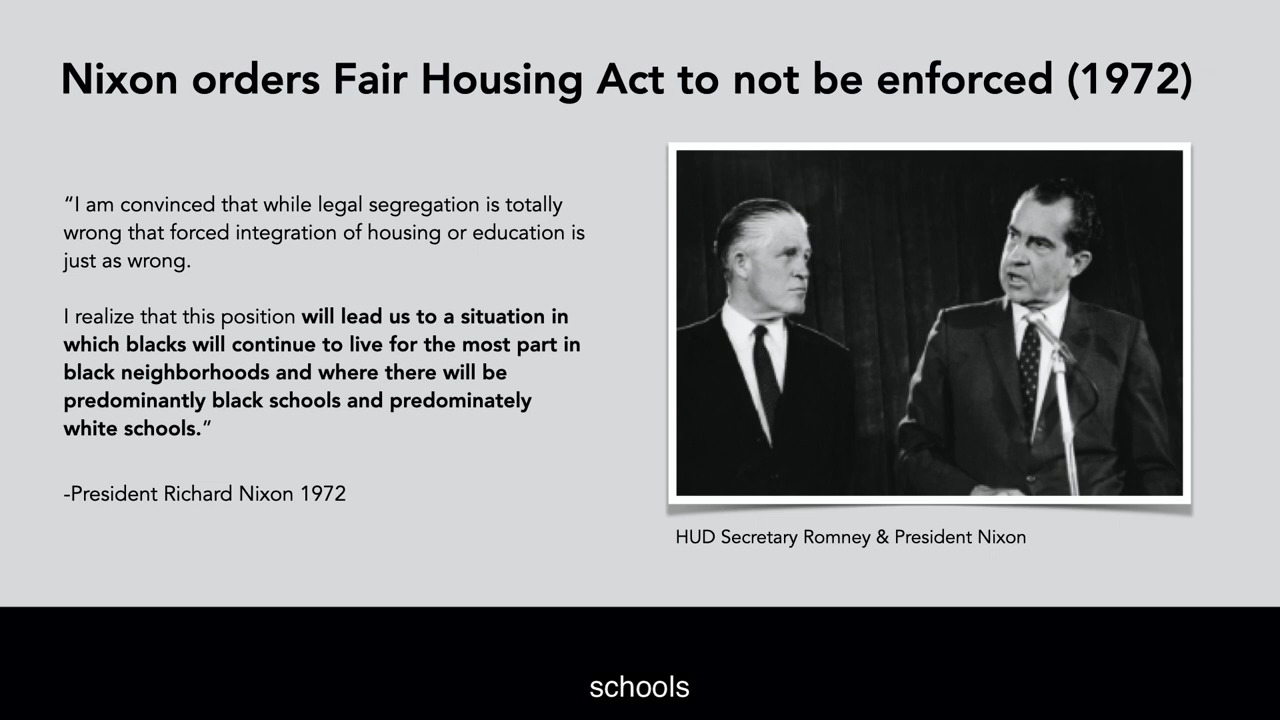 Nixon orders Fair Housing Act to not be enforced (1972)
“I am convinced that while legal segregation is totally
wrong that forced integration of housing or education is
just as wrong.
I realize that this position will lead us to a situation in
which blacks will continue to live for the most part in
black neighborhoods and where there will be
predominantly black schools and predominately
white schools.”
-President Richard Nixon 1972
HUD Secretary Romney & President Nixon
schools